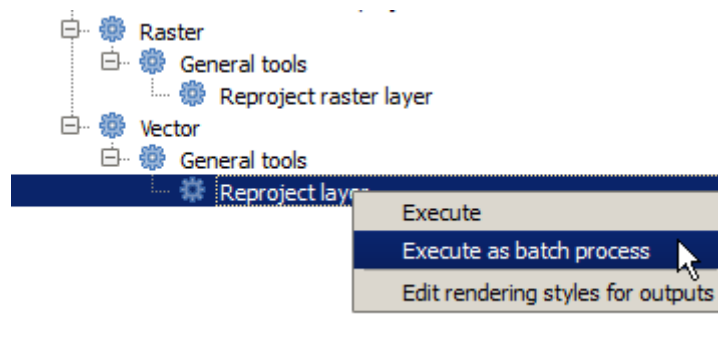 Raster
General tools
Reproject raster layer
Vector
General tools
Reproject layer
Execute
Execute as batch process
Edit rendering styles for outputs